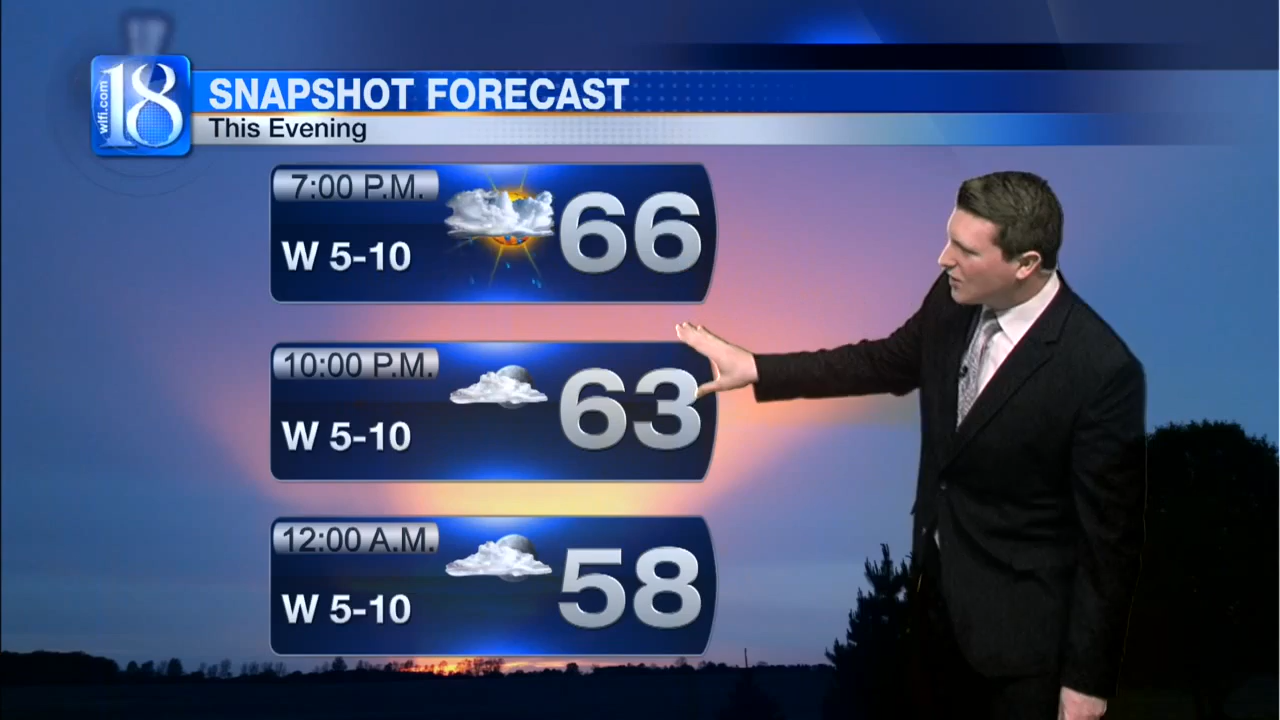 wlfi.com
18
SNAPSHOT FORECAST
This Evening
7:00 P.M.
W 5-10
66
10:00 P.M.
W 5-10
63
12:00 A.M.
W 5-10
58